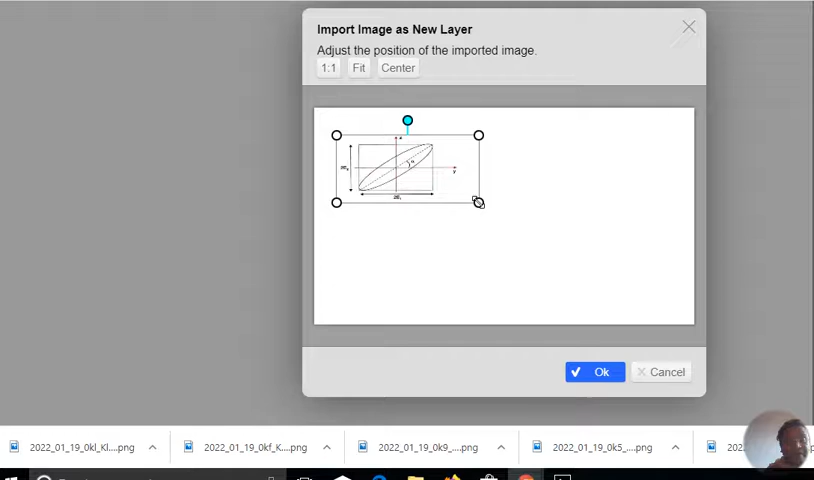 Import Image as New Layer
Adjust the position of the imported image.
1:1 Fit Center
Ok Cancel
2022_01_19_0kl_Kl....png 2022_01_19_0kf_K....png 2022_01_19_0k9_....png 2022_01_19_0k5_....png